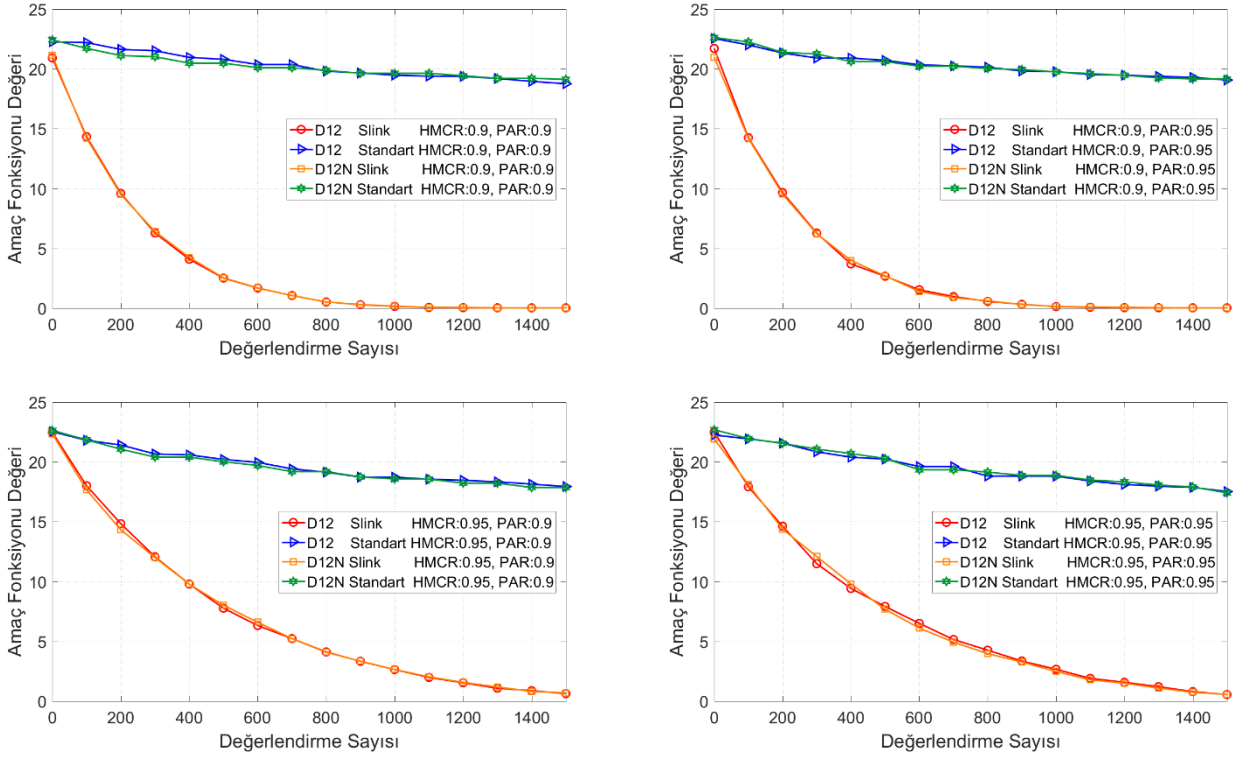 25
20
15
10
5
0
Amaç Fonksiyonu Değeri
D12 Slink HMCR:0.9, PAR:0.9
D12 Standart HMCR:0.9, PAR:0.9
D12N Slink HMCR:0.9, PAR:0.9
D12N Standart HMCR:0.9, PAR:0.9
0 200 400 600 800 1000 1200 1400
Değerlendirme Sayısı
25
20
15
10
5
0
Amaç Fonksiyonu Değeri
D12 Slink HMCR:0.9, PAR:0.95
D12 Standart HMCR:0.9, PAR:0.95
D12N Slink HMCR:0.9, PAR:0.95
D12N Standart HMCR:0.9, PAR:0.95
0 200 400 600 800 1000 1200 1400
Değerlendirme Sayısı
25
20
15
10
5
0
Amaç Fonksiyonu Değeri
D12 Slink HMCR:0.95, PAR:0.9
D12 Standart HMCR:0.95, PAR:0.9
D12N Slink HMCR:0.95, PAR:0.9
D12N Standart HMCR:0.95, PAR:0.9
0 200 400 600 800 1000 1200 1400
Değerlendirme Sayısı
25
20
15
10
5
0
Amaç Fonksiyonu Değeri
D12 Slink HMCR:0.95, PAR:0.95
D12 Standart HMCR:0.95, PAR:0.95
D12N Slink HMCR:0.95, PAR:0.95
D12N Standart HMCR:0.95, PAR:0.95
0 200 400 600 800 1000 1200 1400
Değerlendirme Sayısı